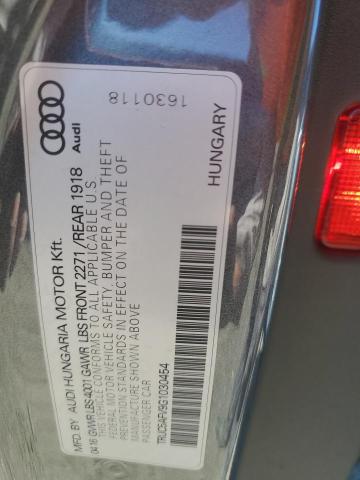 Audi
1630118
MFD. BY AUDI HUNGARIA MOTOR Kft.
04/16 GVWR LBS 4001 GAWR LBS FRONT 2271 / REAR 1918
THIS VEHICLE CONFORMS TO ALL APPLICABLE U.S.
FEDERAL MOTOR VEHICLE SAFETY, BUMPER AND THEFT
PREVENTION STANDARDS IN EFFECT ON THE DATE OF
MANUFACTURE SHOWN ABOVE
PASSENGER CAR
TRUC5AFV9G1030454
HUNGARY